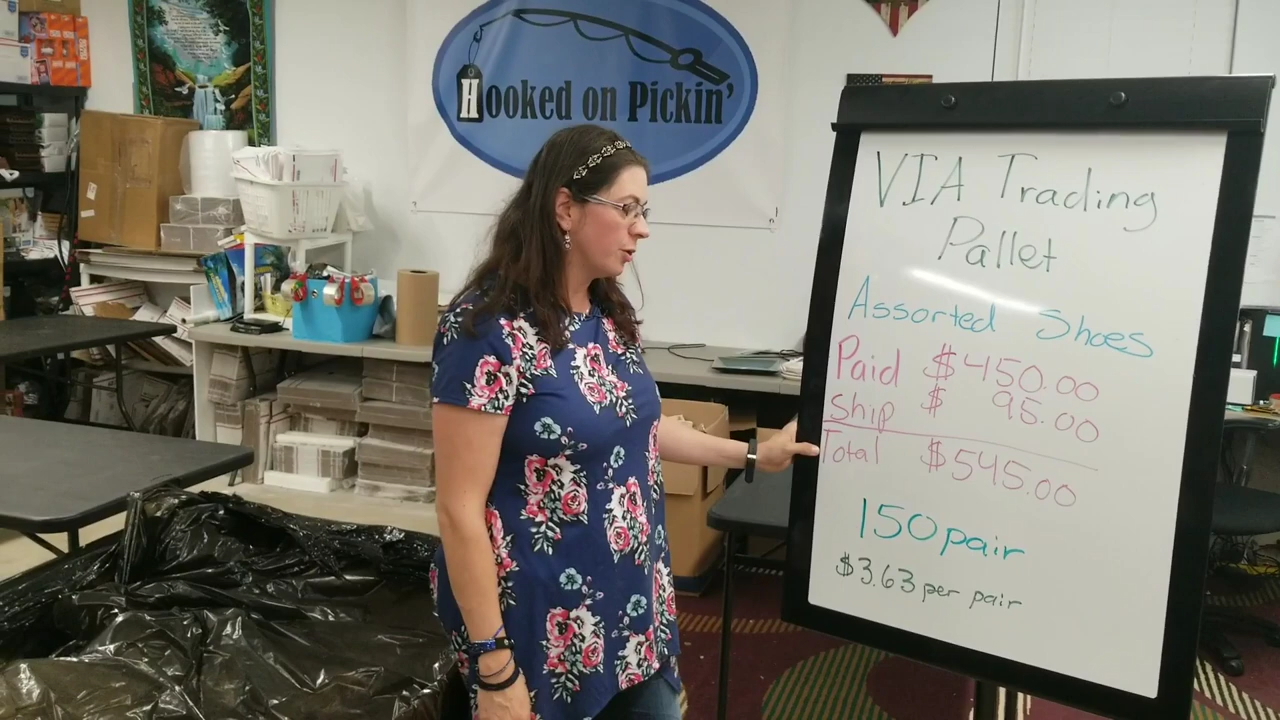 Hooked on Pickin'
VIA Trading
Pallet
Assorted Shoes
Paid $450.00
Ship $ 95.00
Total $545.00
150 pair
$3.63 per pair